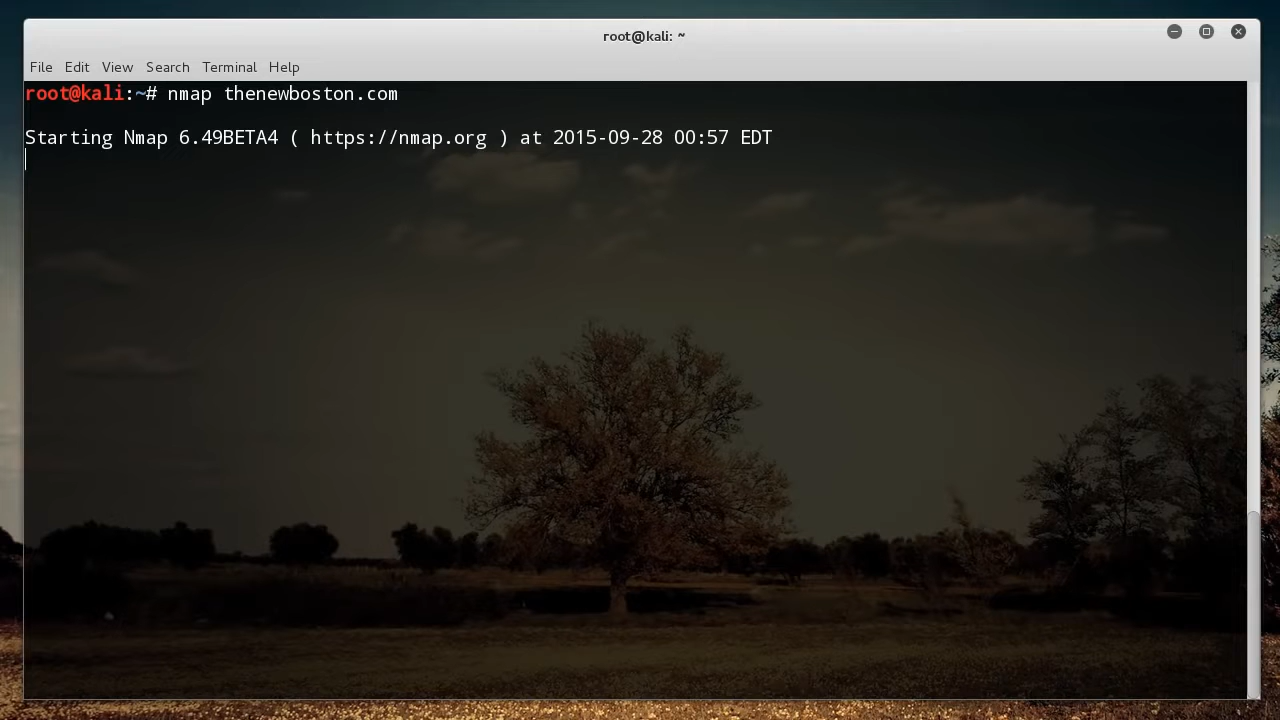 root@kali: ~
File Edit View Search Terminal Help
root@kali:~# nmap thenewboston.com
Starting Nmap 6.49BETA4 ( https://nmap.org ) at 2015-09-28 00:57 EDT